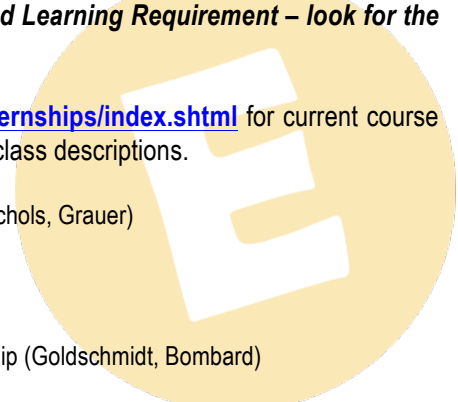 d Learning Requirement – look for the
ernships/index.shtml for current course
class descriptions.
chols, Grauer)
ip (Goldschmidt, Bombard)
E